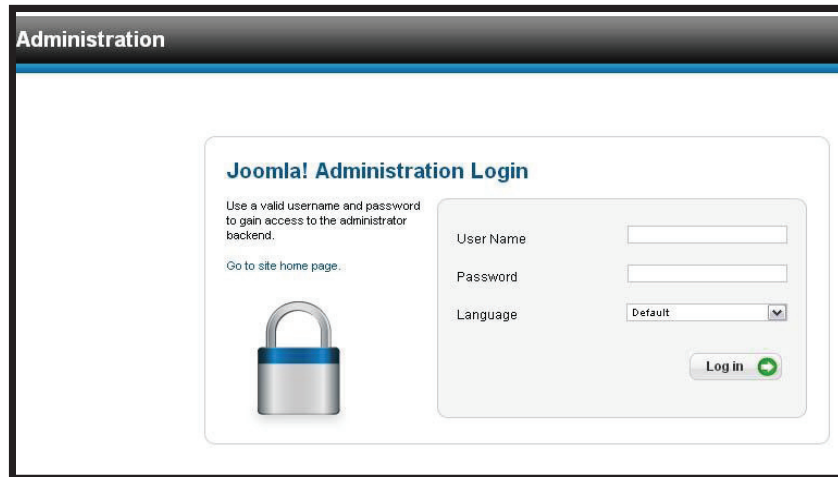 Administration
Joomla! Administration Login
Use a valid username and password
to gain access to the administrator
backend.
Go to site home page.
User Name
Password
Language
Default
Log in